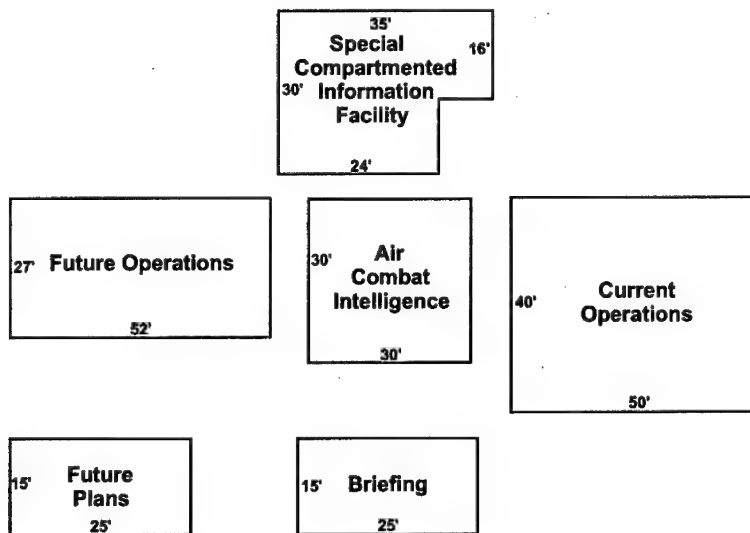 35'
Special
16'
Compartmented
30'
Information
Facility
24'
27'
Future Operations
52'
30'
Air
Combat
Intelligence
30'
40'
Current
Operations
50'
15'
Future
Plans
25'
15'
Briefing
25'